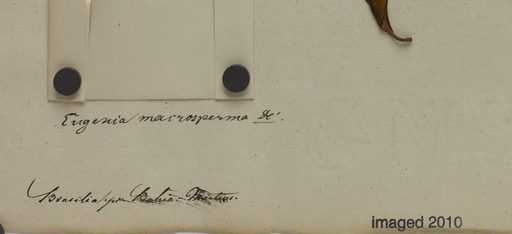 Eugenia macrosperma DC.
Brasilia, prov. Bahia. Martius.
imaged 2010